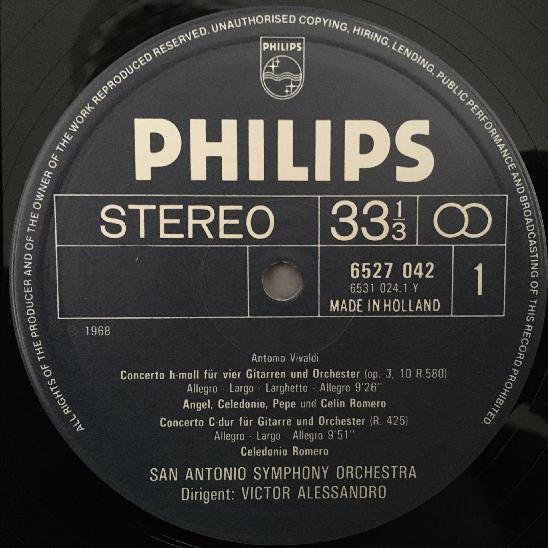 ALL RIGHTS OF THE PRODUCER AND OF THE OWNER OF THE WORK REPRODUCED RESERVED. UNAUTHORISED COPYING, HIRING, LENDING, PUBLIC PERFORMANCE AND BROADCASTING OF THIS RECORD PROHIBITED
PHILIPS
PHILIPS
STEREO
33 1/3
6527 042
6531 024.1 Y
MADE IN HOLLAND
1
℗ 1968
Antonio Vivaldi
Concerto h-moll für vier Gitarren und Orchester (op. 3, 10 R.580)
Allegro - Largo - Larghetto - Allegro 9'26"
Angel, Celedonio, Pepe und Celin Romero
Concerto C-dur für Gitarre und Orchester (R. 425)
Allegro - Largo - Allegro 9'51"
Celedonio Romero
SAN ANTONIO SYMPHONY ORCHESTRA
Dirigent: VICTOR ALESSANDRO